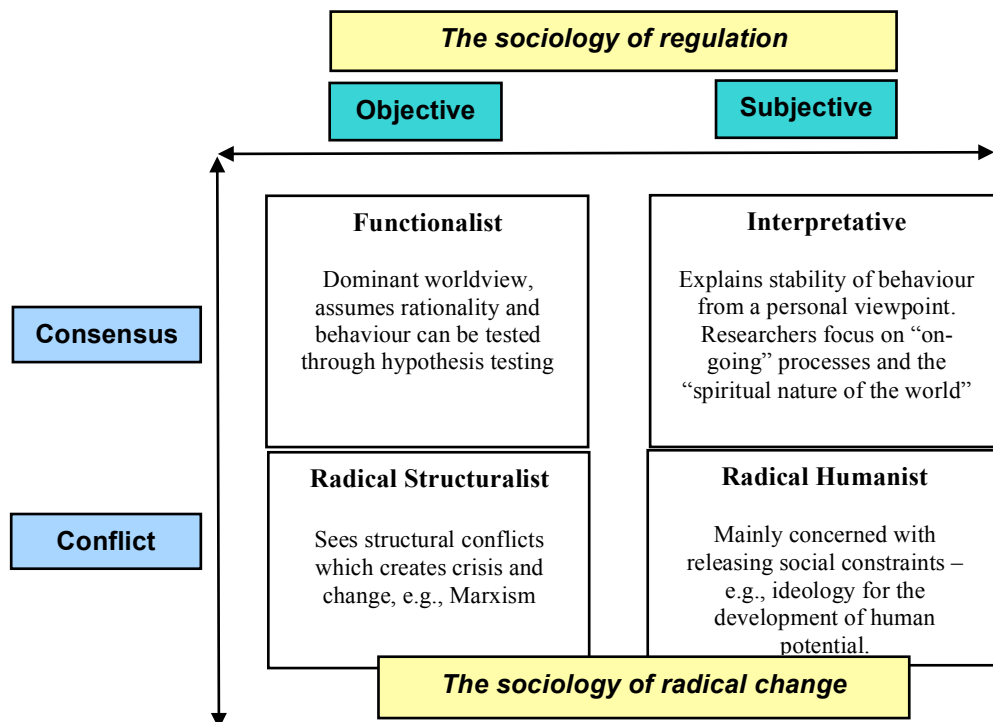 The sociology of regulation
Objective
Subjective
Functionalist
Dominant worldview,
assumes rationality and
behaviour can be tested
through hypothesis testing
Interpretative
Explains stability of behaviour
from a personal viewpoint.
Researchers focus on “on-
going” processes and the
“spiritual nature of the world”
Consensus
Radical Structuralist
Sees structural conflicts
which creates crisis and
change, e.g., Marxism
Radical Humanist
Mainly concerned with
releasing social constraints –
e.g., ideology for the
development of human
potential.
Conflict
The sociology of radical change